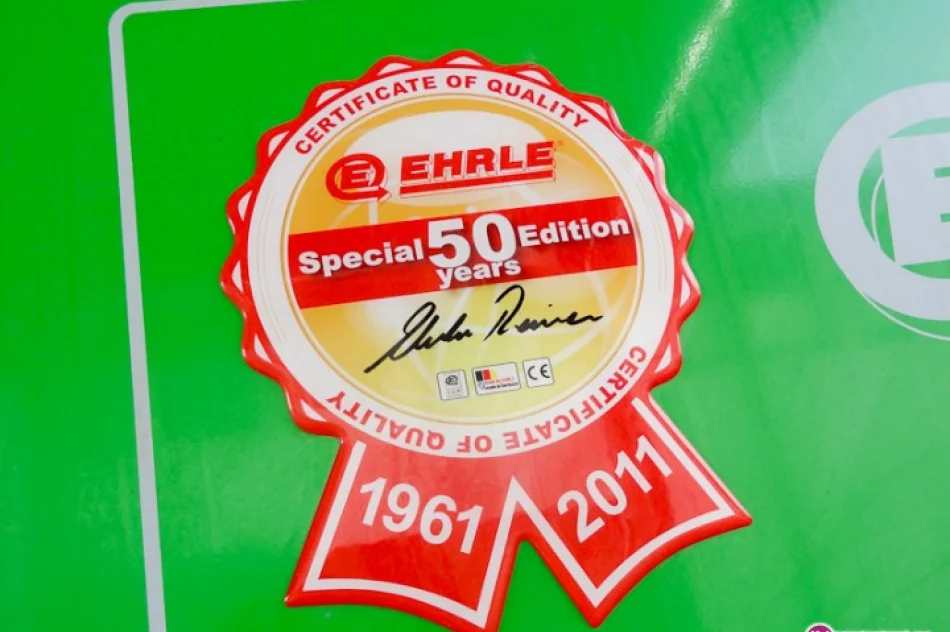 CERTIFICATE OF QUALITY
E EHRLE®
Special 50 Edition
years
CE
CERTIFICATE OF QUALITY
1961 2011